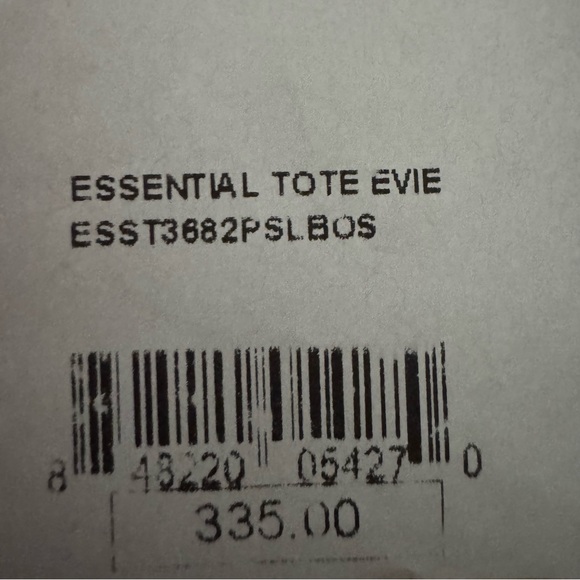 ESSENTIAL TOTE EVIE
ESST3682PSLBOS
8 48220 05427 0
335.00